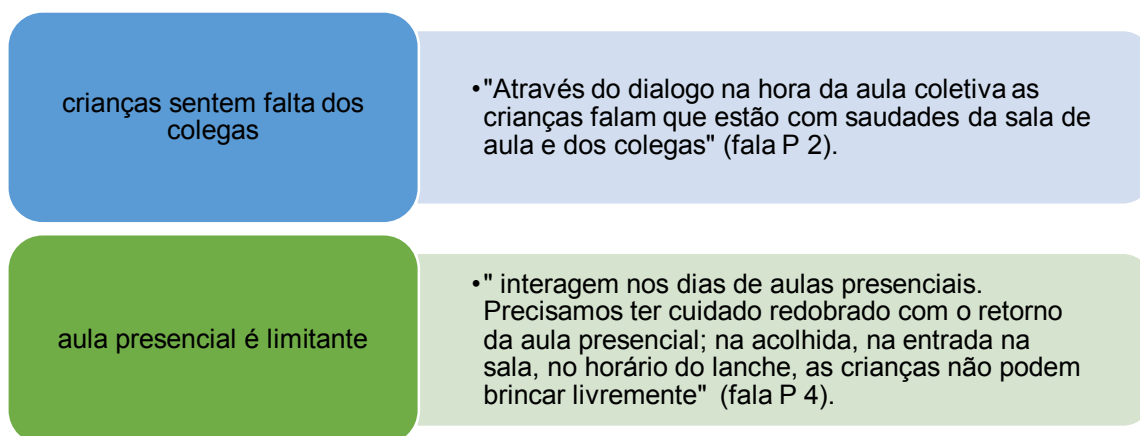 crianças sentem falta dos
colegas
•"Através do dialogo na hora da aula coletiva as
crianças falam que estão com saudades da sala de
aula e dos colegas" (fala P 2).
aula presencial é limitante
•" interagem nos dias de aulas presenciais.
Precisamos ter cuidado redobrado com o retorno
da aula presencial; na acolhida, na entrada na
sala, no horário do lanche, as crianças não podem
brincar livremente" (fala P 4).